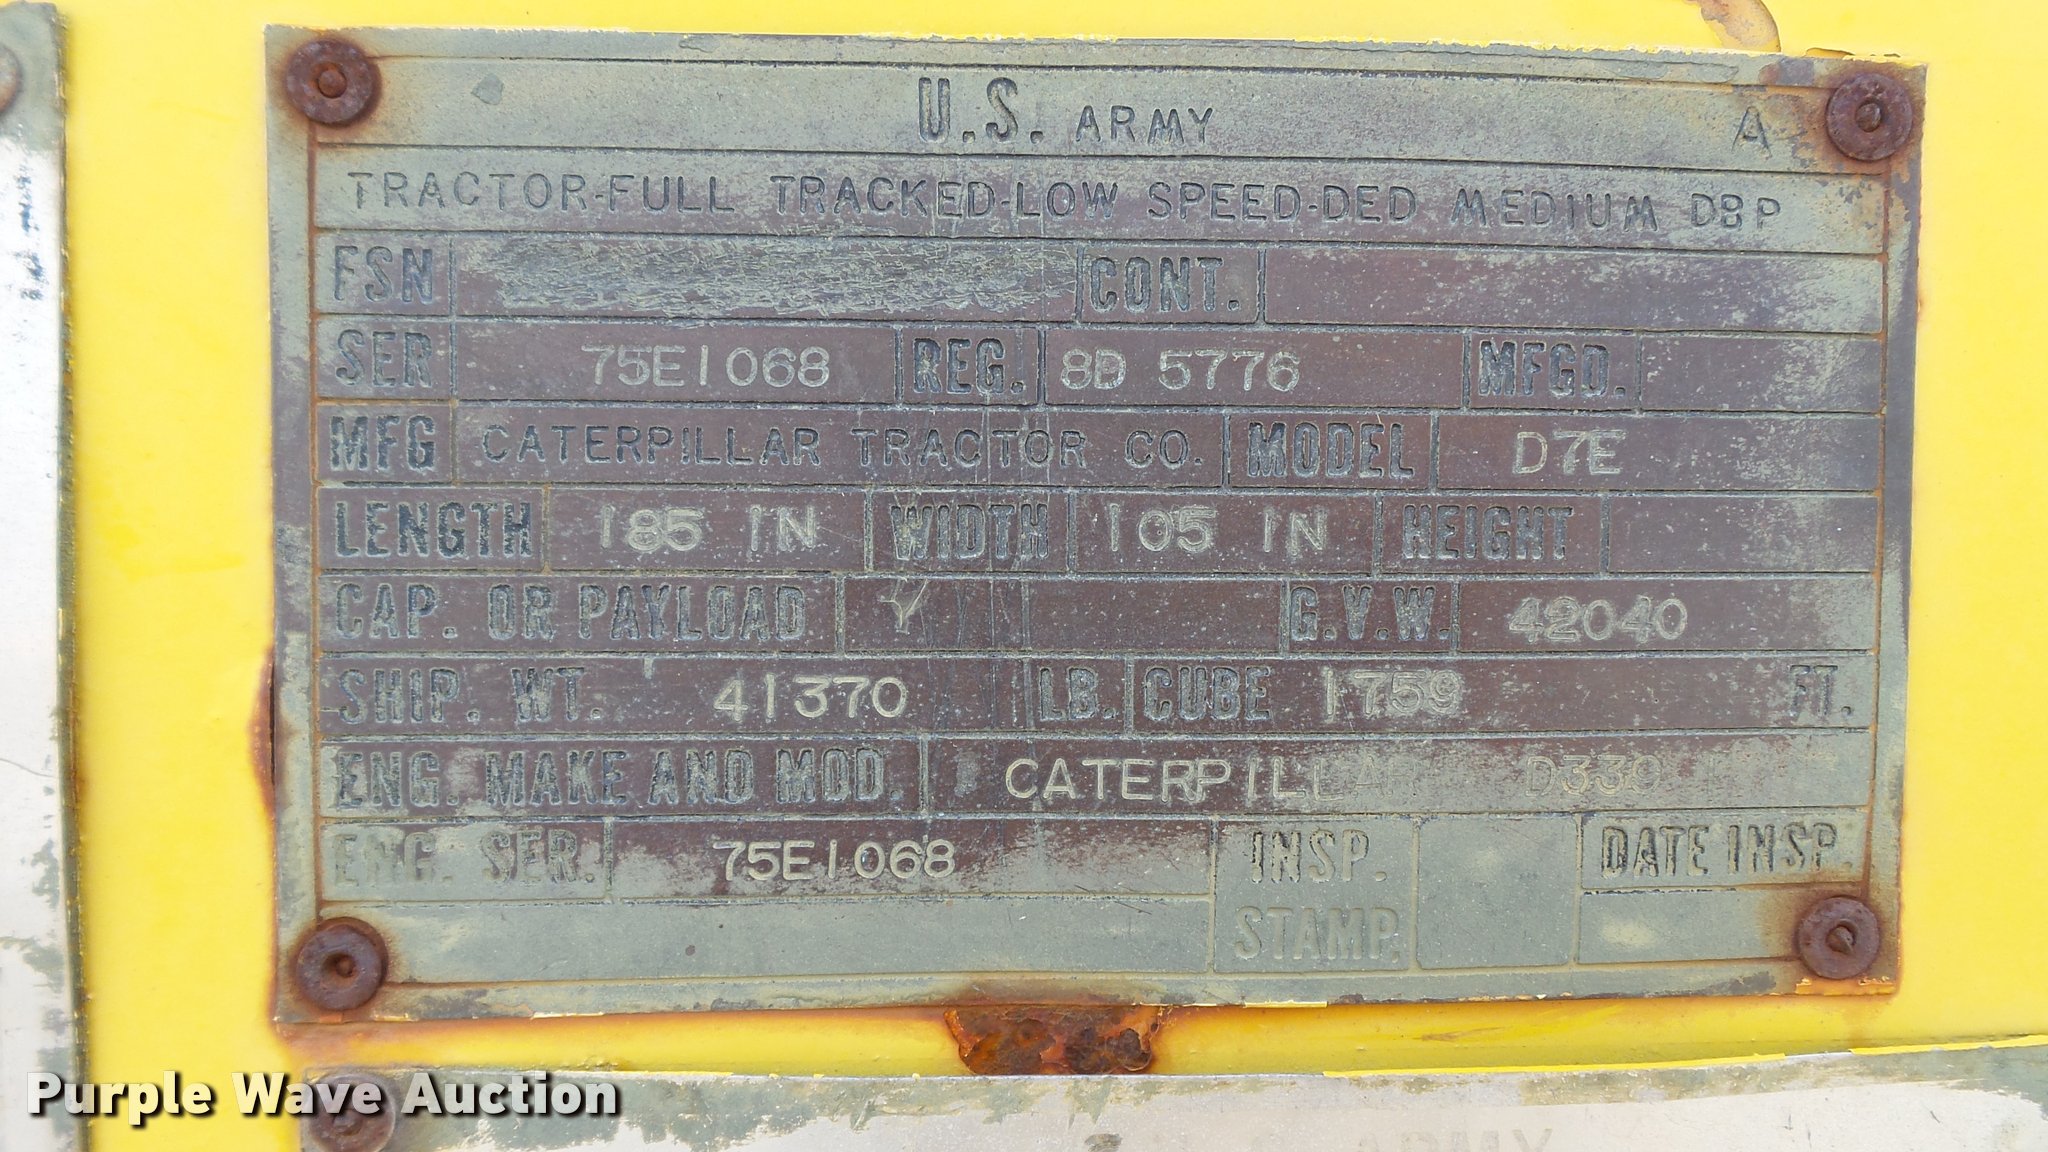 U.S. ARMY A
TRACTOR-FULL TRACKED-LOW SPEED-DED MEDIUM DBP
FSN CONT.
SER 75E1068 REG. 8D 5776 MFGD.
MFG CATERPILLAR TRACTOR CO. MODEL D7E
LENGTH 185 IN WIDTH 105 IN HEIGHT
CAP. OR PAYLOAD G.V.W. 42040
SHIP. WT. 41370 LB. CUBE 1759 FT.
ENG. MAKE AND MOD. CATERPILLAR D339
ENG. SER. 75E1068 INSP. DATE INSP.
STAMP.
Purple Wave Auction